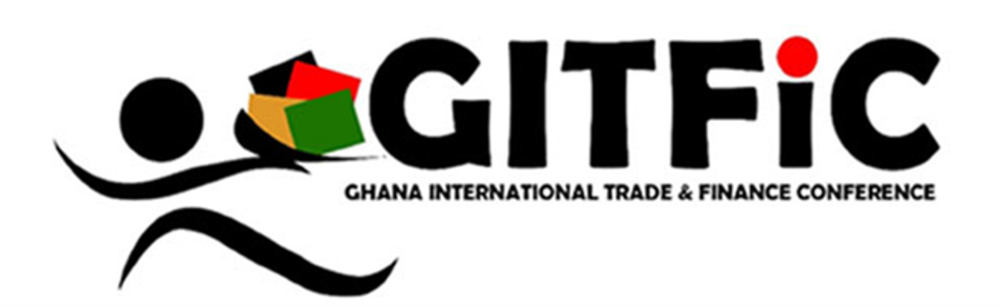 GITFiC
GHANA INTERNATIONAL TRADE & FINANCE CONFERENCE